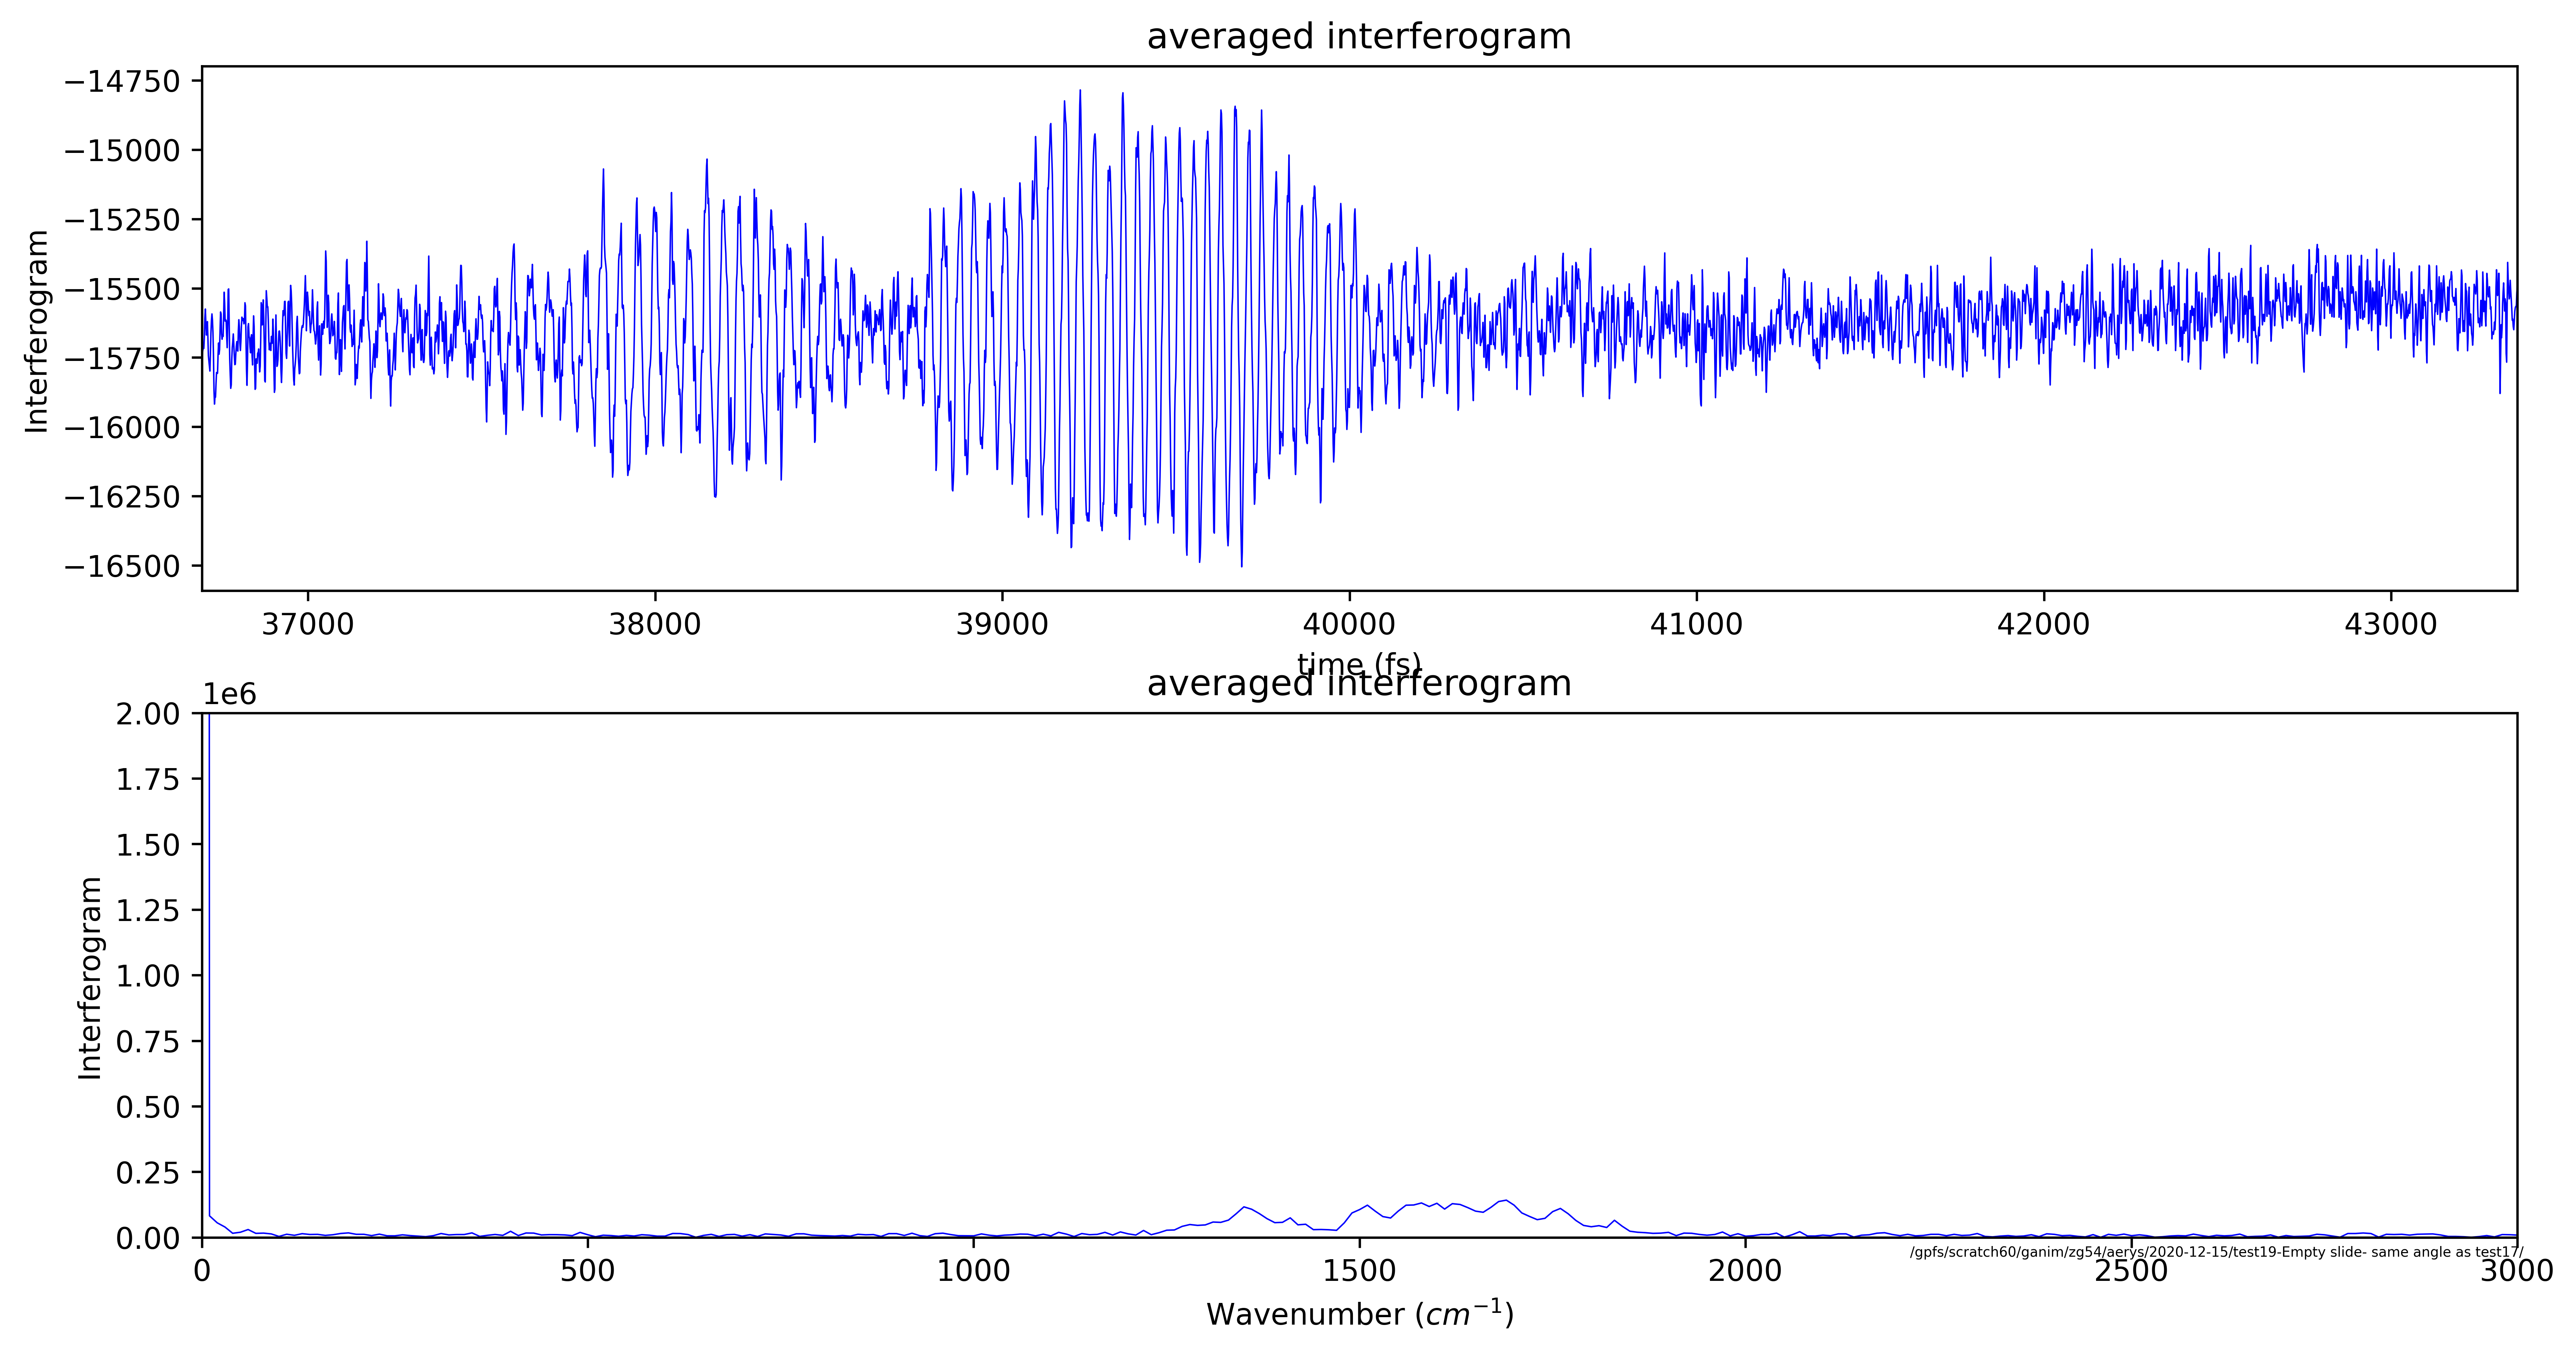 averaged interferogram
−14750
−15000
−15250
−15500
−15750
−16000
−16250
−16500
Interferogram
37000 38000 39000 40000 41000 42000 43000
time (fs)
averaged interferogram
1e6
2.00
1.75
1.50
1.25
1.00
0.75
0.50
0.25
0.00
Interferogram
/gpfs/scratch60/ganim/zg54/aerys/2020-12-15/test19-Empty slide- same angle as test17/
0 500 1000 1500 2000 2500 3000
Wavenumber (cm⁻¹)